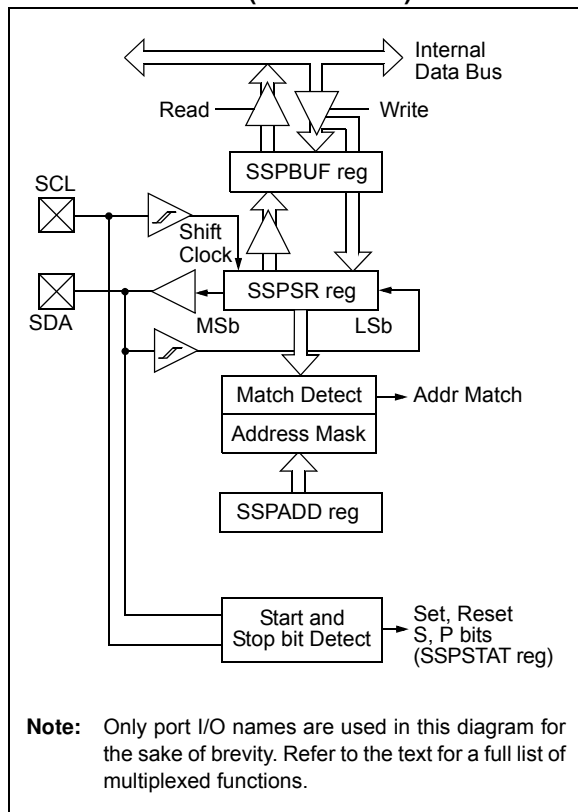 Internal
Data Bus
Read
Write
SSPBUF reg
SCL
Shift
Clock
SSPSR reg
SDA
MSb
LSb
Match Detect
Addr Match
Address Mask
SSPADD reg
Start and
Stop bit Detect
Set, Reset
S, P bits
(SSPSTAT reg)
Note: Only port I/O names are used in this diagram for
the sake of brevity. Refer to the text for a full list of
multiplexed functions.